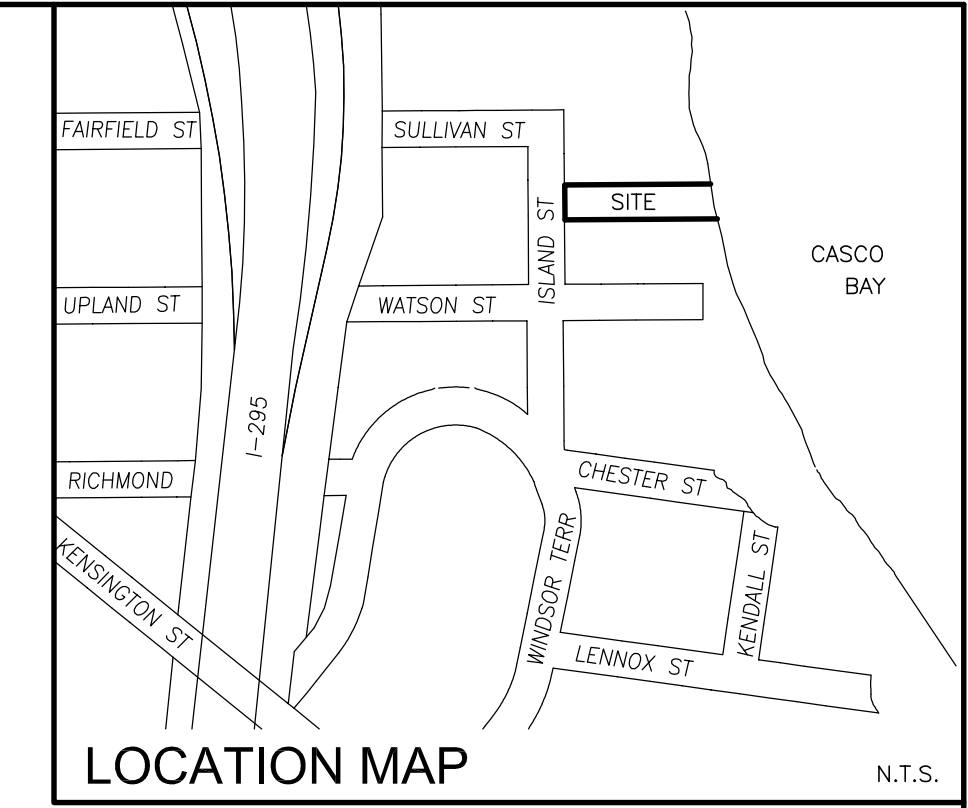 FAIRFIELD ST
SULLIVAN ST
SITE
ISLAND ST
CASCO
BAY
UPLAND ST
WATSON ST
I-295
RICHMOND
CHESTER ST
KENSINGTON ST
WINDSOR TERR
KENDALL ST
LENNOX ST
LOCATION MAP
N.T.S.